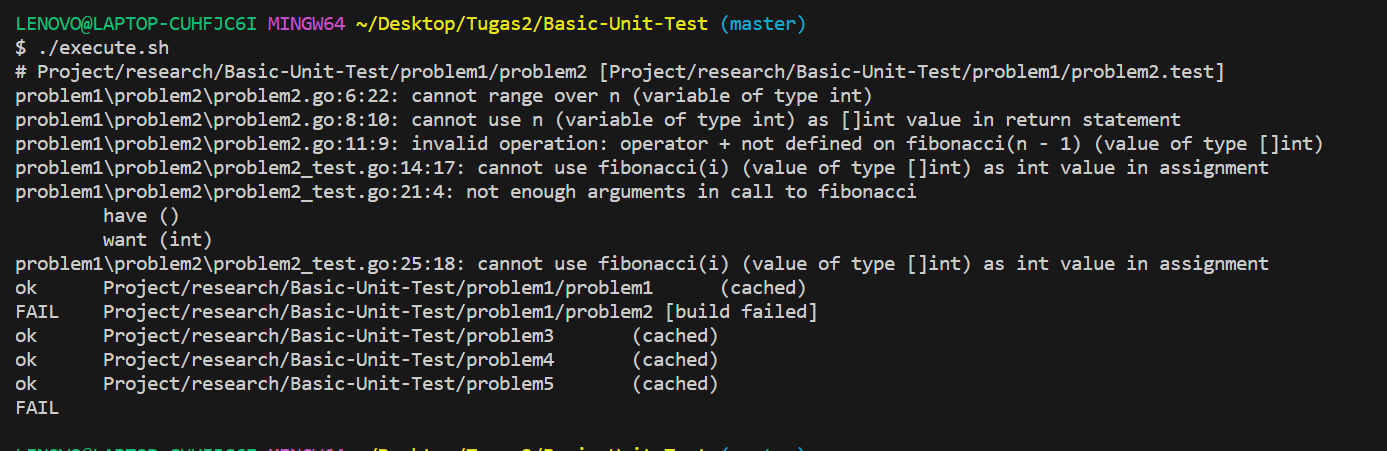 LENOVO@LAPTOP-CUHFJC6I MINGW64 ~/Desktop/Tugas2/Basic-Unit-Test (master)
$ ./execute.sh
# Project/research/Basic-Unit-Test/problem1/problem2 [Project/research/Basic-Unit-Test/problem1/problem2.test]
problem1\problem2\problem2.go:6:22: cannot range over n (variable of type int)
problem1\problem2\problem2.go:8:10: cannot use n (variable of type int) as []int value in return statement
problem1\problem2\problem2.go:11:9: invalid operation: operator + not defined on fibonacci(n - 1) (value of type []int)
problem1\problem2\problem2_test.go:14:17: cannot use fibonacci(i) (value of type []int) as int value in assignment
problem1\problem2\problem2_test.go:21:4: not enough arguments in call to fibonacci
        have ()
        want (int)
problem1\problem2\problem2_test.go:25:18: cannot use fibonacci(i) (value of type []int) as int value in assignment
ok      Project/research/Basic-Unit-Test/problem1/problem1      (cached)
FAIL    Project/research/Basic-Unit-Test/problem1/problem2 [build failed]
ok      Project/research/Basic-Unit-Test/problem3       (cached)
ok      Project/research/Basic-Unit-Test/problem4       (cached)
ok      Project/research/Basic-Unit-Test/problem5       (cached)
FAIL